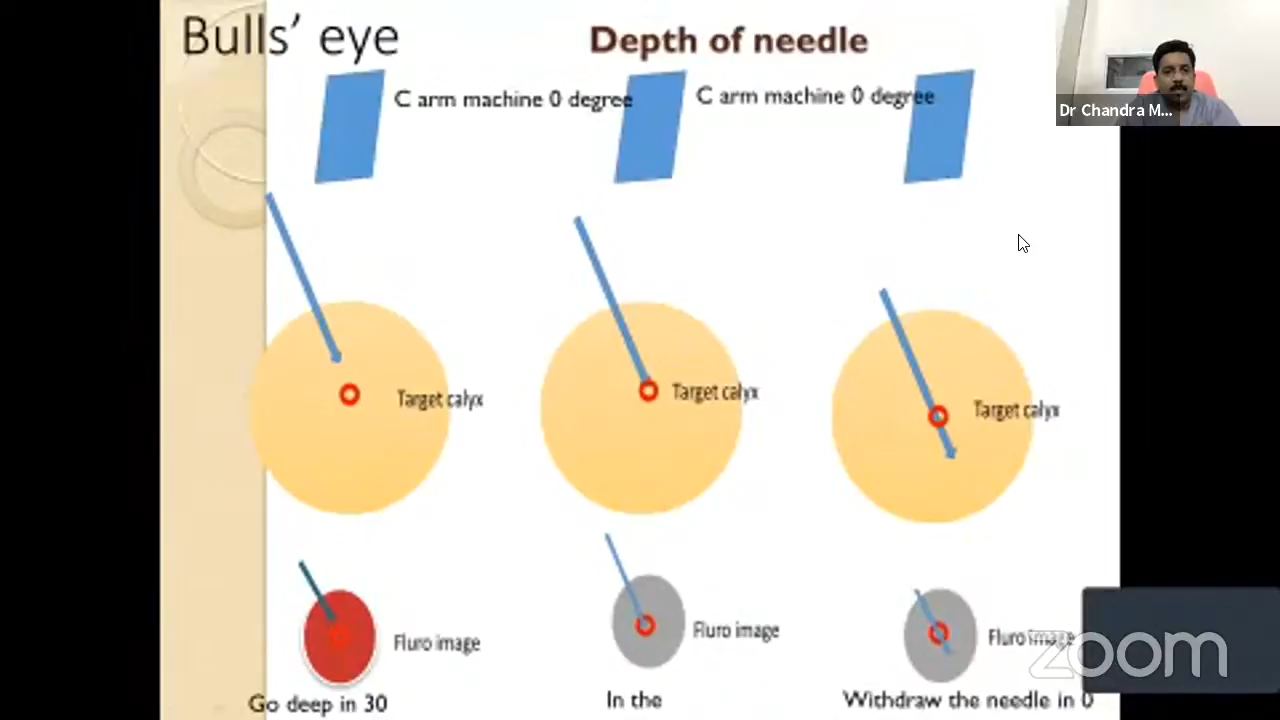 Bulls’ eye
Depth of needle
C arm machine 0 degree
C arm machine 0 degree
Dr Chandra M...
Target calyx
Target calyx
Target calyx
Fluro image
Fluro image
Fluro image
zoom
Go deep in 30
In the
Withdraw the needle in 0